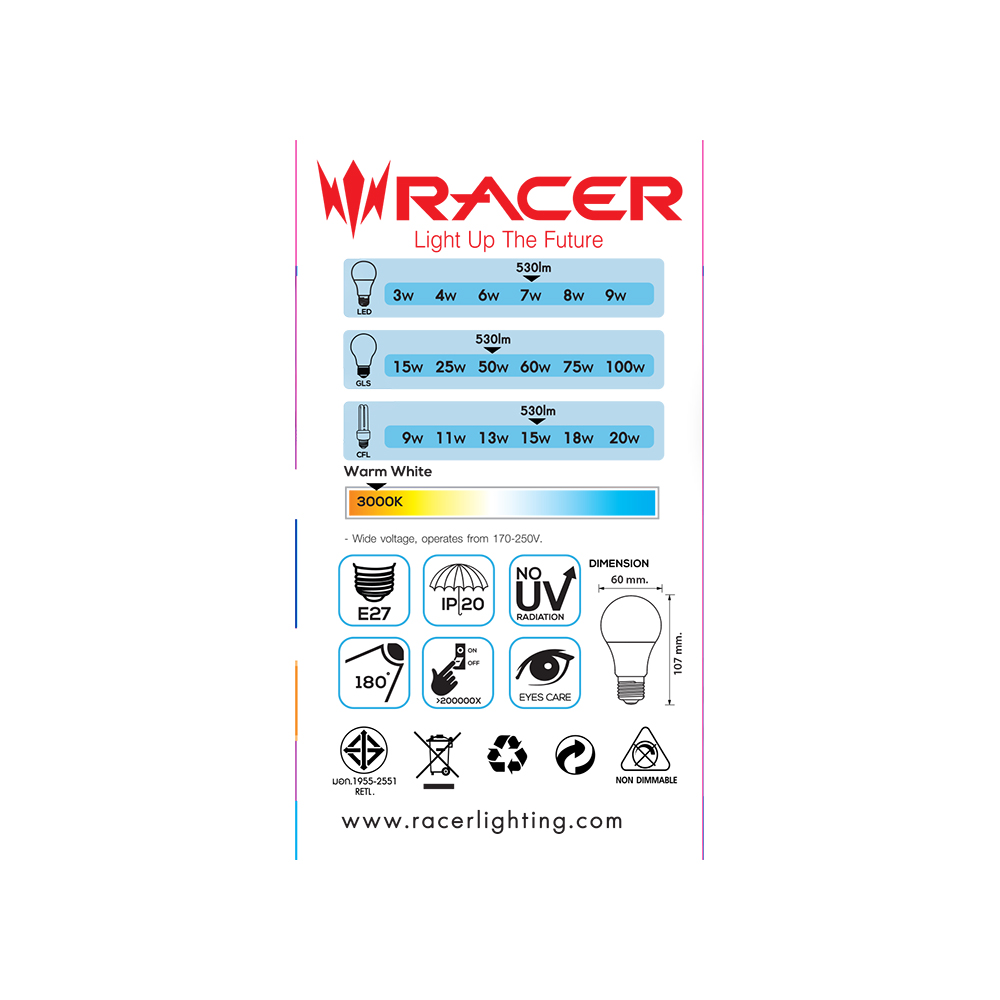 RACER
Light Up The Future
530lm
3w 4w 6w 7w 8w 9w
LED
530lm
15w 25w 50w 60w 75w 100w
GLS
530lm
9w 11w 13w 15w 18w 20w
CFL
Warm White
3000K
- Wide voltage, operates from 170-250V.
E27
IP 20
NO
UV
RADIATION
DIMENSION
60 mm.
107 mm.
180°
ON
OFF
>200000X
EYES CARE
มอก.1955-2551
RETL.
NON DIMMABLE
www.racerlighting.com